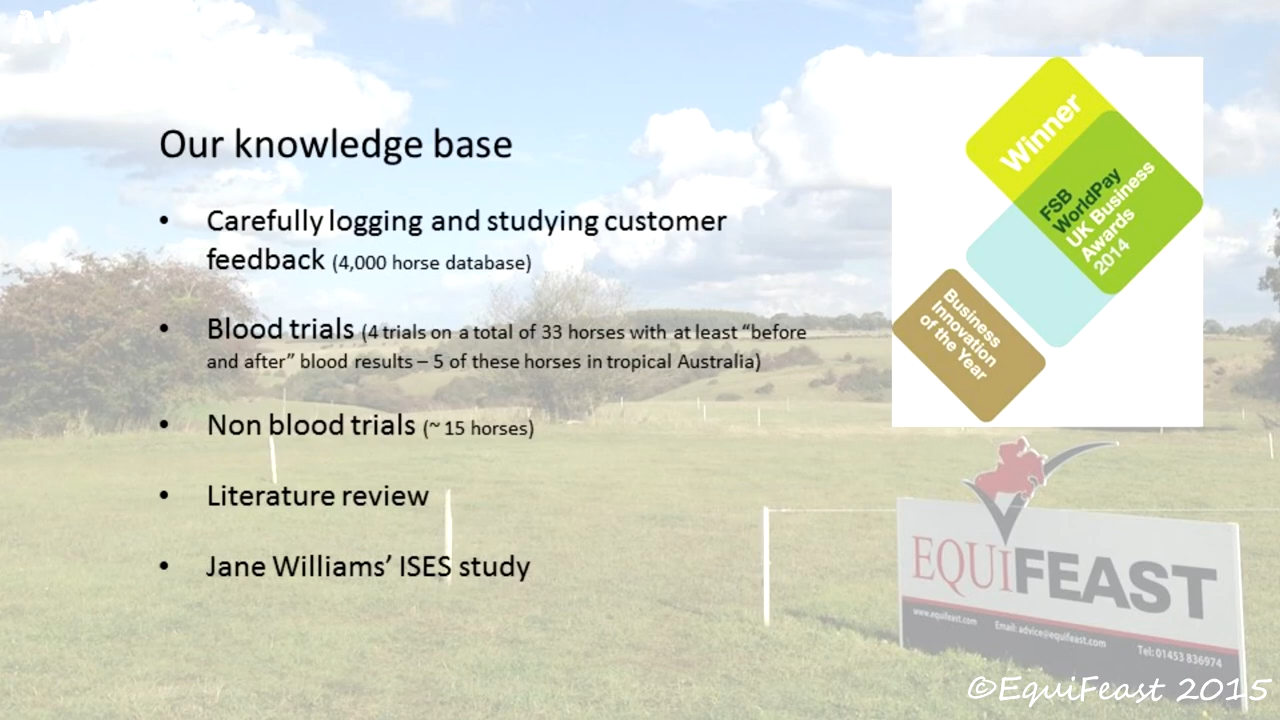 Our knowledge base
• Carefully logging and studying customer
feedback (4,000 horse database)
• Blood trials (4 trials on a total of 33 horses with at least “before
and after” blood results – 5 of these horses in tropical Australia)
• Non blood trials (~ 15 horses)
• Literature review
• Jane Williams’ ISES study
Winner
FSB
WorldPay
UK Business
Awards
2014
Business
Innovation
of the Year
EQUIFEAST
www.equifeast.com Email: advice@equifeast.com Tel: 01453 836974
©EquiFeast 2015